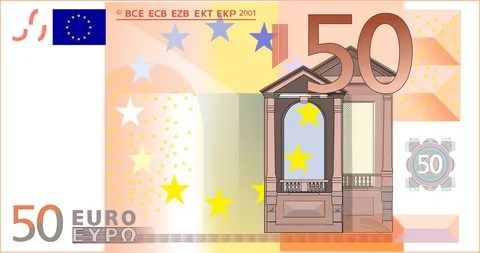 © BCE ECB EZB EKT EKP 2001
50
50
50 EURO
ΕΥΡΩ